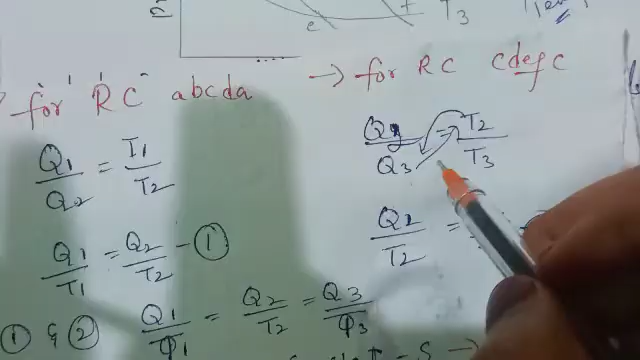 e f T3
for RC abcda
→ for RC cdefc
Q1/Q2 = T1/T2
Q2/Q3 = T2/T3
Q1/T1 = Q2/T2 - ①
Q2/T2 =
① & ② Q1/T1 = Q2/T2 = Q3/T3